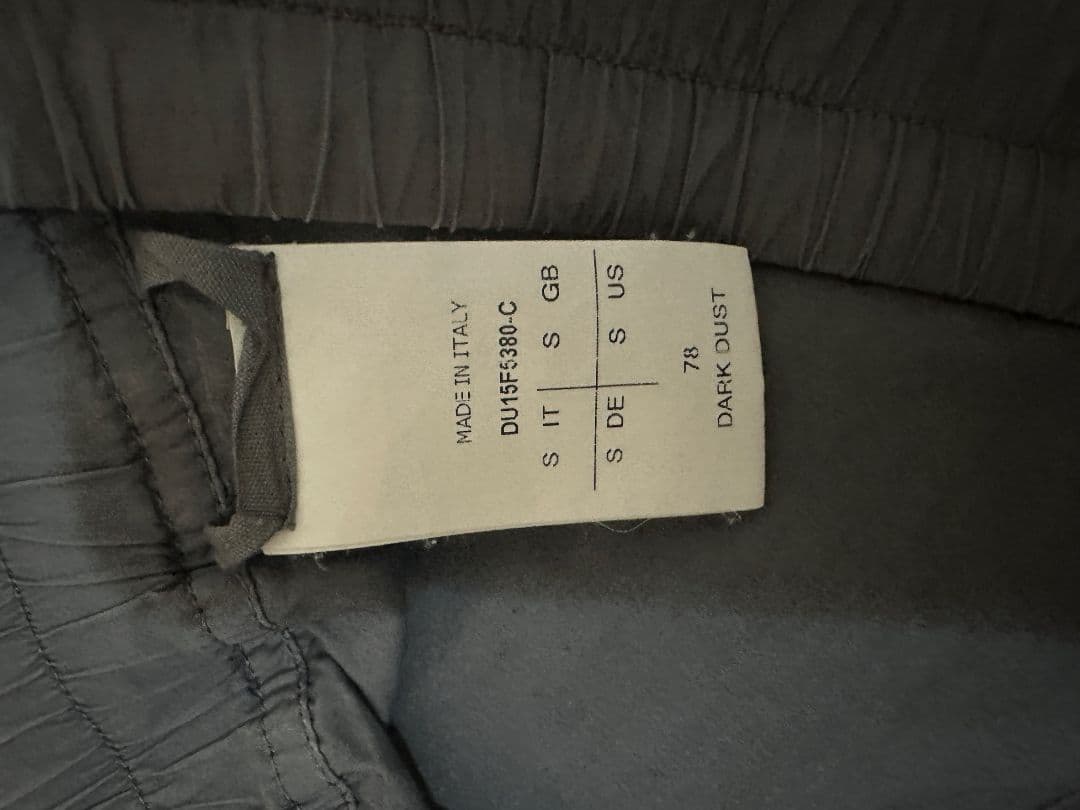 MADE IN ITALY
DU15F5380-C
S IT S GB
S DE S US
78
DARK DUST